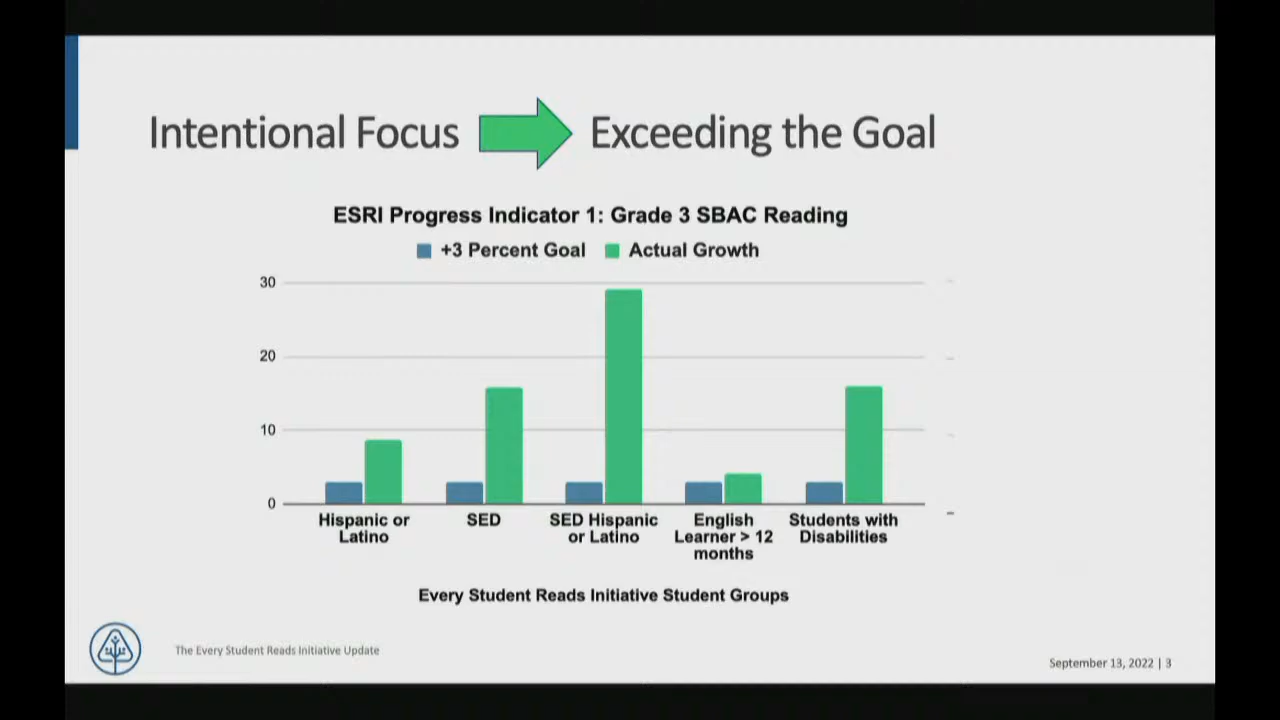 Intentional Focus Exceeding the Goal
ESRI Progress Indicator 1: Grade 3 SBAC Reading
+3 Percent Goal Actual Growth
30
20
10
0
Hispanic or
Latino
SED
SED Hispanic
or Latino
English
Learner > 12
months
Students with
Disabilities
Every Student Reads Initiative Student Groups
The Every Student Reads Initiative Update
September 13, 2022 | 3